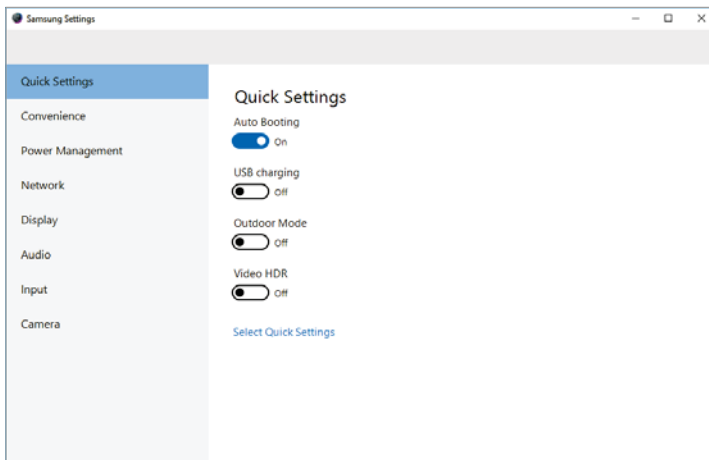 Samsung Settings
Quick Settings
Convenience
Power Management
Network
Display
Audio
Input
Camera
Quick Settings
Auto Booting
On
USB charging
Off
Outdoor Mode
Off
Video HDR
Off
Select Quick Settings